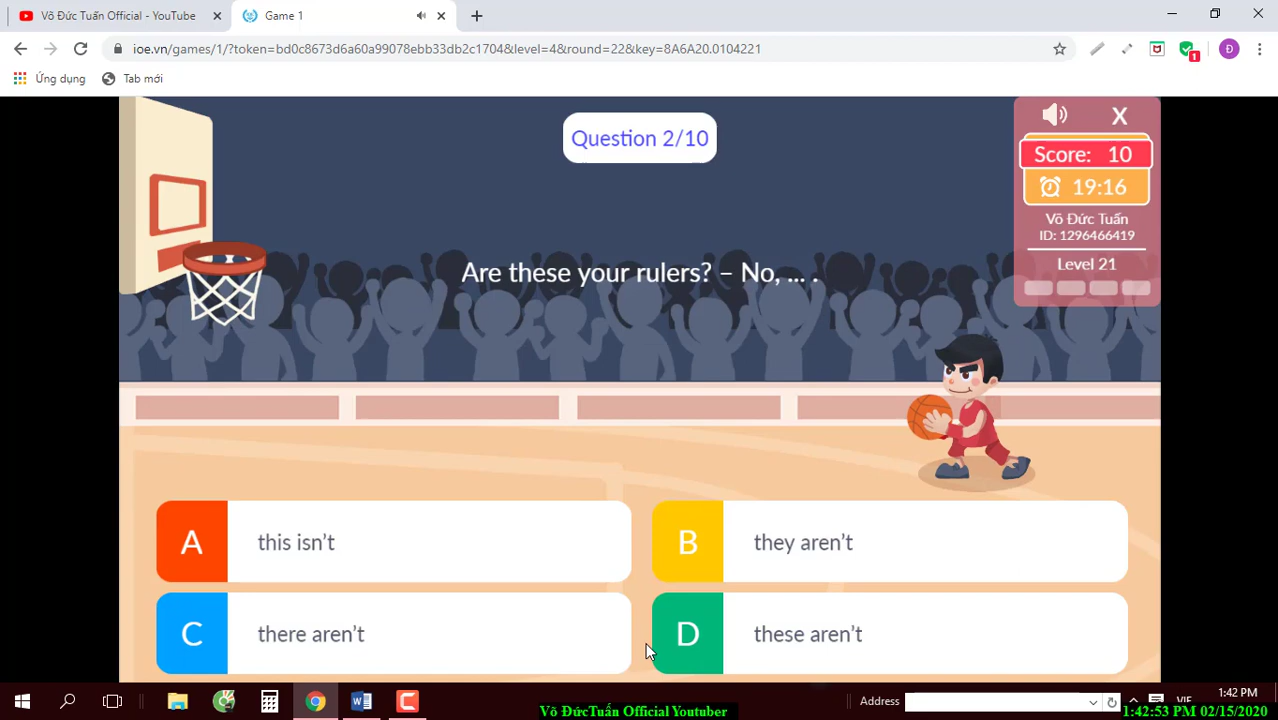 Võ Đức Tuấn Official - YouTube
Game 1
ioe.vn/games/1/?token=bd0c8673d6a60a99078ebb33db2c1704&level=4&round=22&key=8A6A20.0104221
1
Đ
Ứng dụng
Tab mới
Question 2/10
X
Score: 10
19:16
Võ Đức Tuấn
ID: 1296466419
Level 21
Are these your rulers? – No, ... .
A this isn't
B they aren't
C there aren't
D these aren't
Address
VIE
1:42 PM
Võ ĐứcTuấn Official Youtuber
1:42:53 PM 02/15/2020